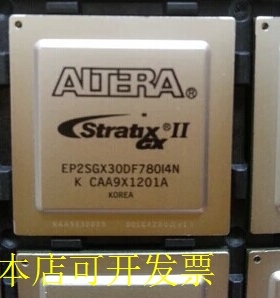 ALTERA®
Stratix II
GX
EP2SGX30DF780I4N
K CAA9X1201A
KOREA
本店可开发票